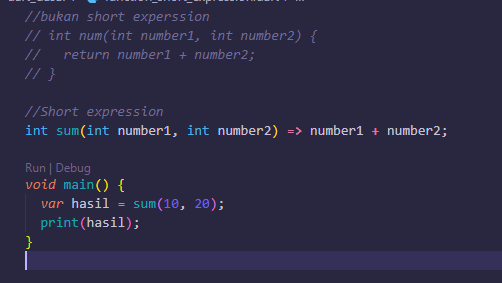 //bukan short experssion
// int num(int number1, int number2) {
//   return number1 + number2;
// }
//Short expression
int sum(int number1, int number2) => number1 + number2;
Run | Debug
void main() {
  var hasil = sum(10, 20);
  print(hasil);
}